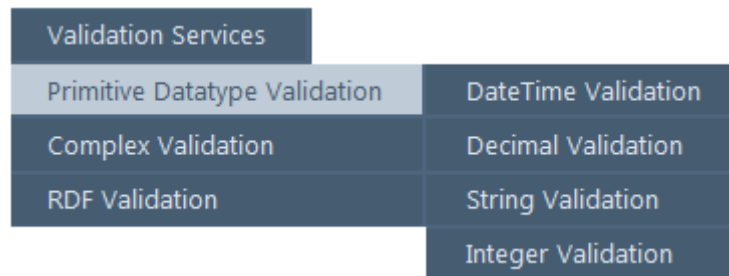 Validation Services
Primitive Datatype Validation
DateTime Validation
Complex Validation
Decimal Validation
RDF Validation
String Validation
Integer Validation